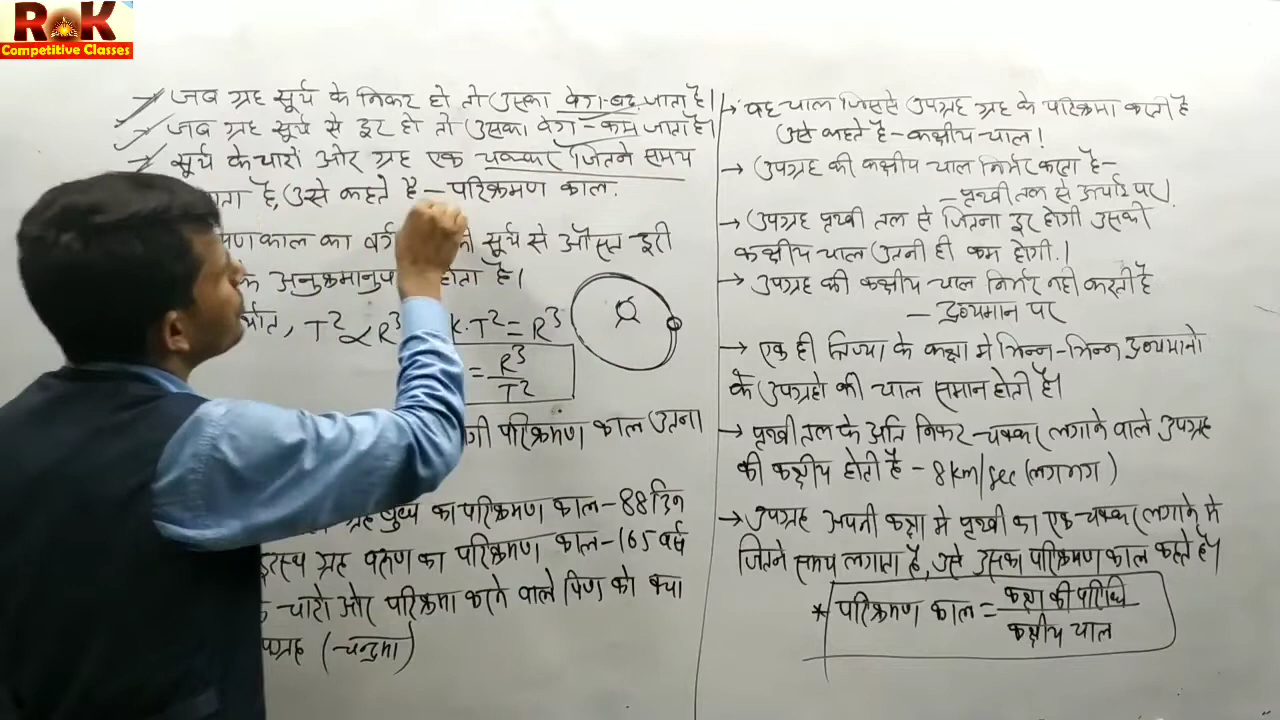 RK
Competitive Classes
जब ग्रह सूर्य के निकट हो तो उसका वेग - बढ़ जाता है।
जब ग्रह सूर्य से दूर हो तो उसका वेग - कम जाता है।
सूर्य के चारों ओर ग्रह एक चक्कर जितने समय
है, उसे कहते है - परिक्रमण काल.
काल का सूर्य से औसत दूरी
होता है।
T² ∝ R³ K.T² = R³
= R³/T²
परिक्रमण काल उतना
ग्रह बुध का परिक्रमण काल - 88 दिन
ग्रह वरुण का परिक्रमण काल - 165 वर्ष
चारो ओर परिक्रमा करने वाले पिण्ड को क्या
(चन्द्रमा)
→ वह चाल जिससे उपग्रह ग्रह के परिक्रमा करती है
उसे कहते है - कक्षीय चाल।
→ उपग्रह की कक्षीय चाल निर्भर करता है -
- पृथ्वी तल से ऊचाई पर।
→ उपग्रह पृथ्वी तल से जितना दूर होगी उसकी
कक्षीय चाल उतनी ही कम होगी.।
→ उपग्रह की कक्षीय चाल निर्भर नही करती है
- द्रव्यमान पर
→ एक ही त्रिज्या के कक्षा मे भिन्न-भिन्न द्रव्यमानो
के उपग्रहो की चाल समान होती है।
→ पृथ्वी तल के अति निकट चक्कर लगाने वाले उपग्रह
की कक्षीय होती है - 8 km/sec (लगभग)
→ उपग्रह अपनी कक्षा मे पृथ्वी का एक चक्कर लगाने मे
जितने समय लगाता है, उसे उसका परिक्रमण काल कहते है।
* परिक्रमण काल = कक्षा की परिधि / कक्षीय चाल